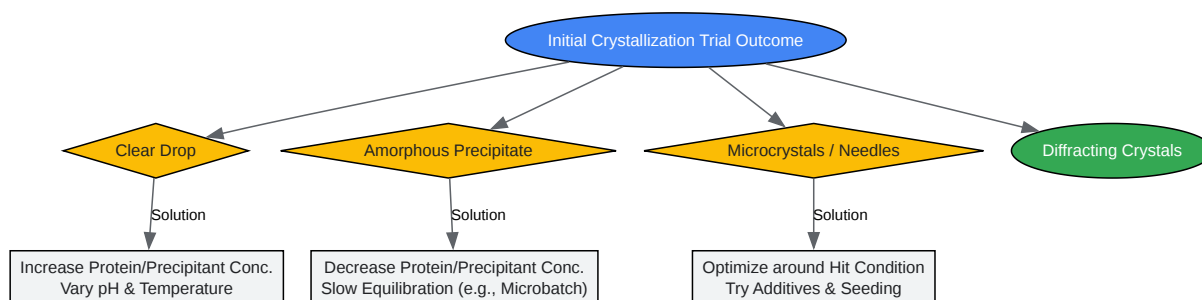 Initial Crystallization Trial Outcome
Clear Drop
Amorphous Precipitate
Microcrystals / Needles
Diffracting Crystals
Solution
Solution
Solution
Increase Protein/Precipitant Conc.
Vary pH & Temperature
Decrease Protein/Precipitant Conc.
Slow Equilibration (e.g., Microbatch)
Optimize around Hit Condition
Try Additives & Seeding